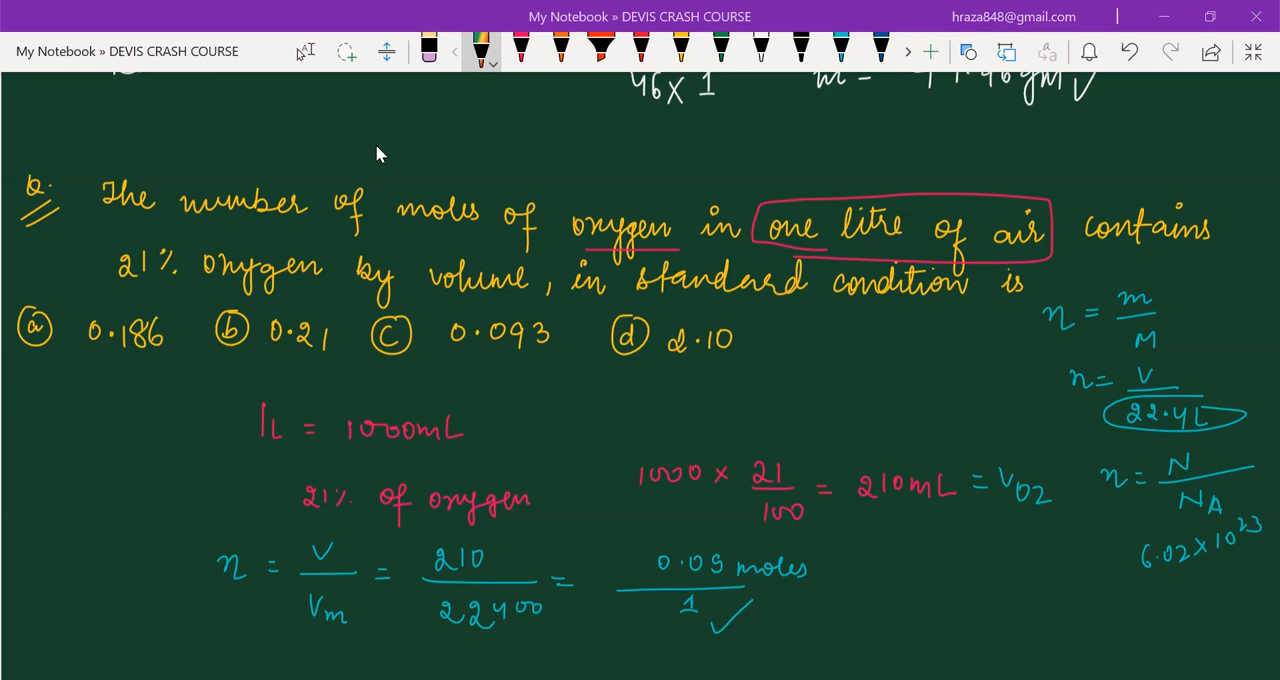 My Notebook » DEVIS CRASH COURSE
hraza848@gmail.com
My Notebook » DEVIS CRASH COURSE
46 x 1
Q. The number of moles of oxygen in one litre of air contains
21% oxygen by volume, in standard condition is
(a) 0.186 (b) 0.21 (c) 0.093 (d) 2.10
n = m/M
n = V/22.4L
1L = 1000mL
21% of oxygen
1000 x 21/100 = 210mL = VO2
n = N/NA
6.02 x 10^23
n = V/Vm = 210/22400 = 0.09 moles/1 ✓